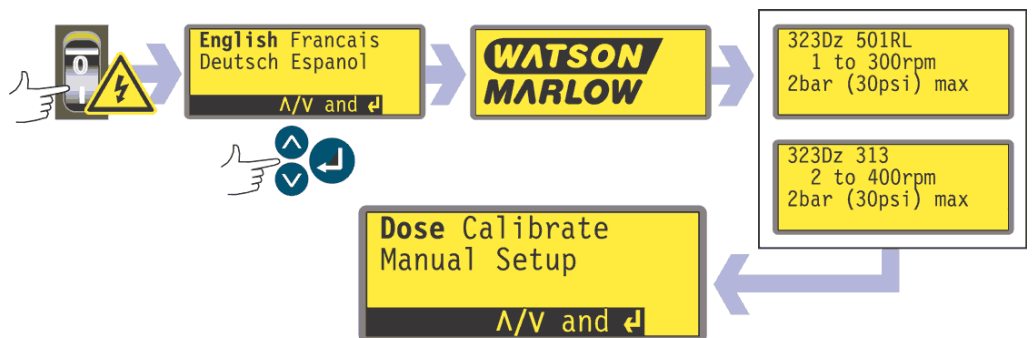 0
I
English Francais
Deutsch Espanol
Λ/V and ↲
WATSON
MARLOW
323Dz 501RL
1 to 300rpm
2bar (30psi) max
323Dz 313
2 to 400rpm
2bar (30psi) max
Dose Calibrate
Manual Setup
Λ/V and ↲